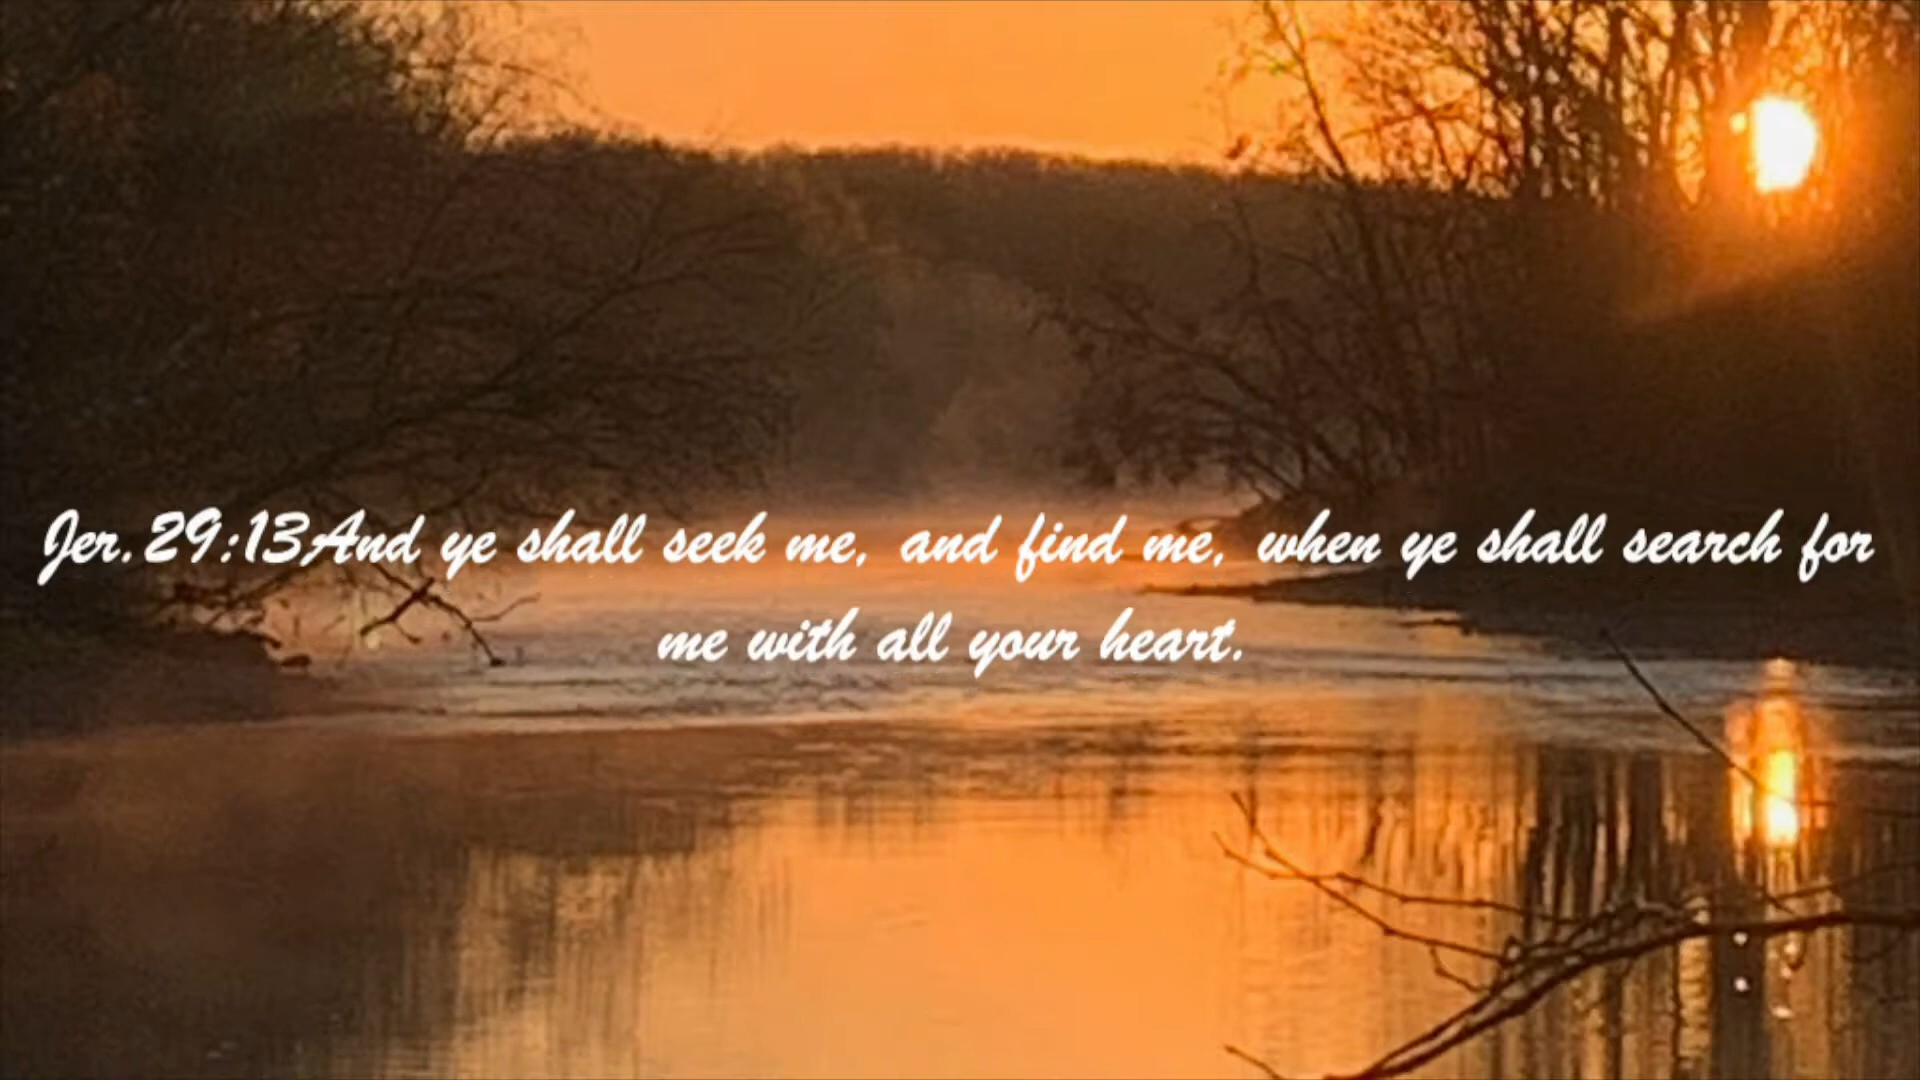 Jer.29:13And ye shall seek me, and find me, when ye shall search for
me with all your heart.